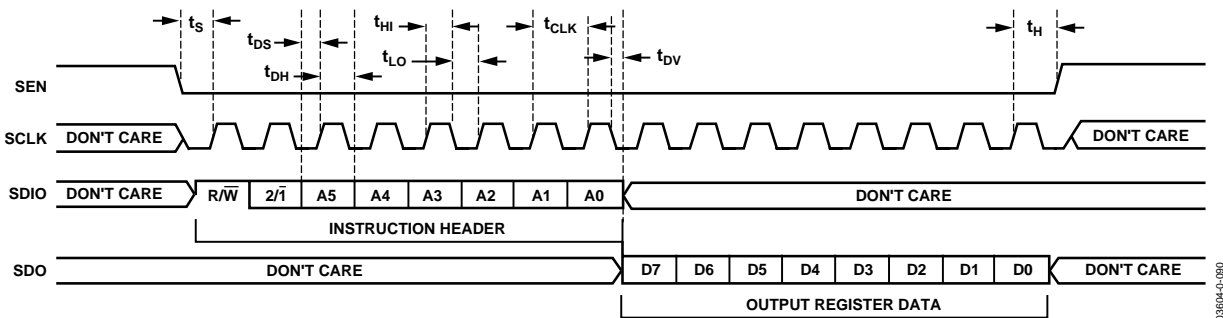 tS
tDS
tDH
tHI
tLO
tCLK
tDV
tH
SEN
SCLK DON'T CARE DON'T CARE
SDIO DON'T CARE R/W̅ 2/1̅ A5 A4 A3 A2 A1 A0 DON'T CARE
INSTRUCTION HEADER
SDO DON'T CARE D7 D6 D5 D4 D3 D2 D1 D0 DON'T CARE
OUTPUT REGISTER DATA
03604-0-090